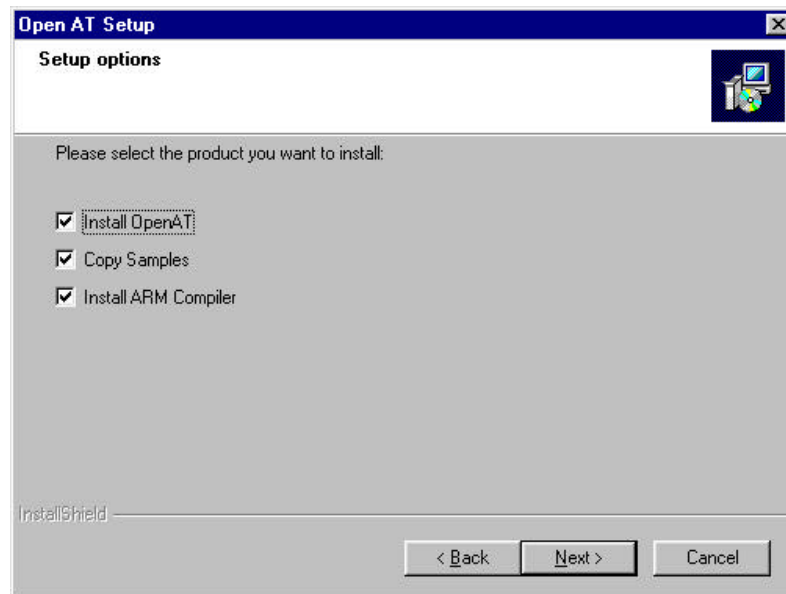 Open AT Setup
Setup options
Please select the product you want to install:
Install OpenAT
Copy Samples
Install ARM Compiler
InstallShield
< Back Next > Cancel